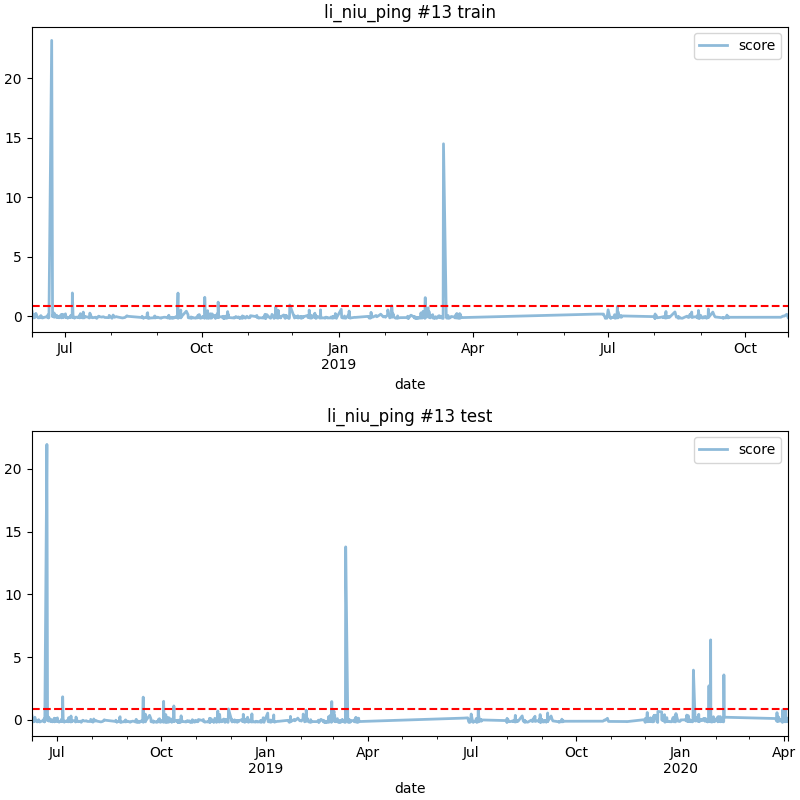 li_niu_ping #13 train
score
20
15
10
5
0
Jul Oct Jan Apr Jul Oct
2019
date
li_niu_ping #13 test
score
20
15
10
5
0
Jul Oct Jan Apr Jul Oct Jan Apr
2019 2020
date